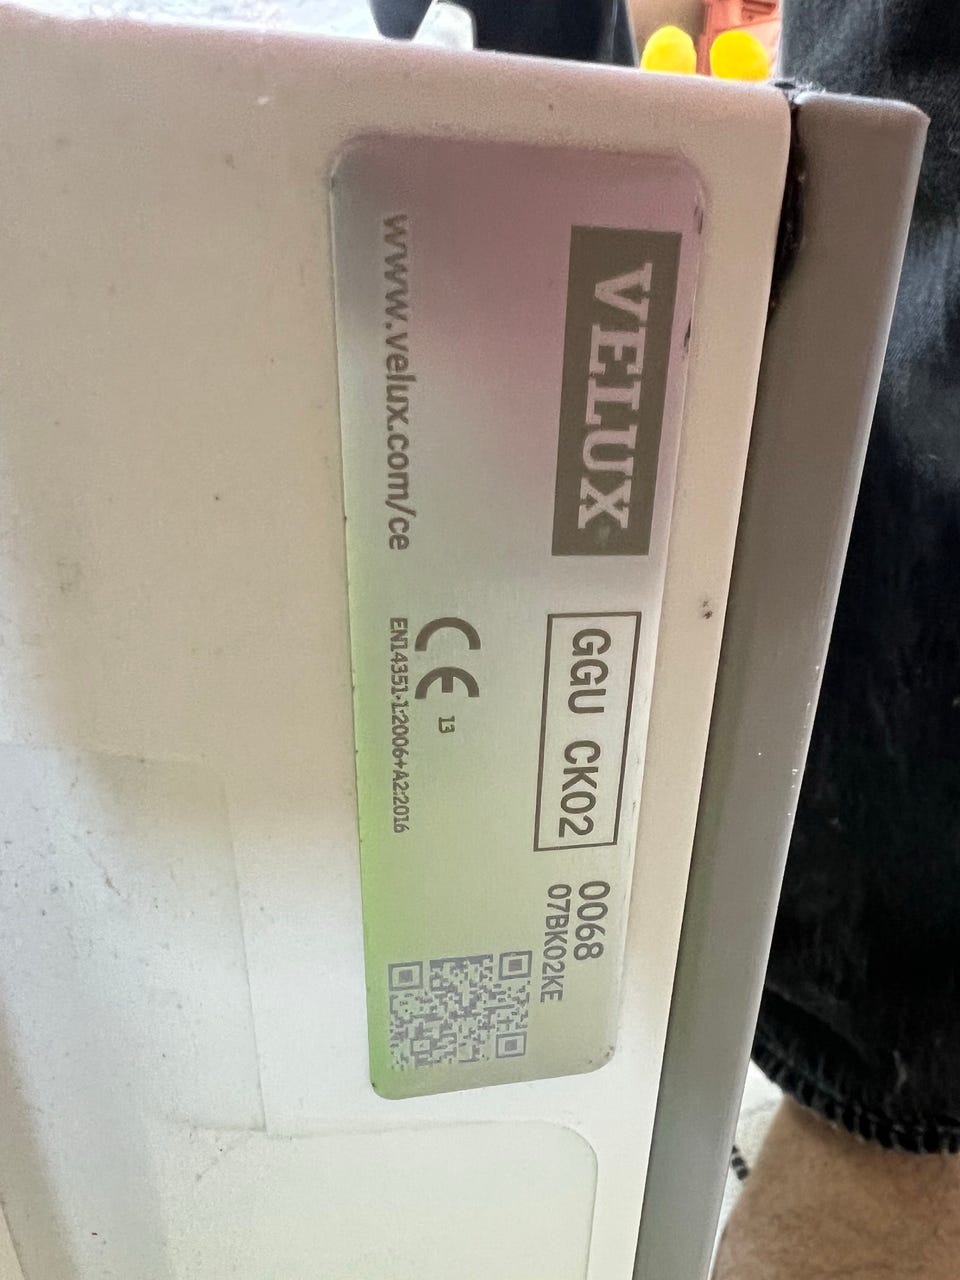 VELUX
GGU CK02
0068
07BK02KE
www.velux.com/ce
CE 13
EN14351-1:2006+A2:2016